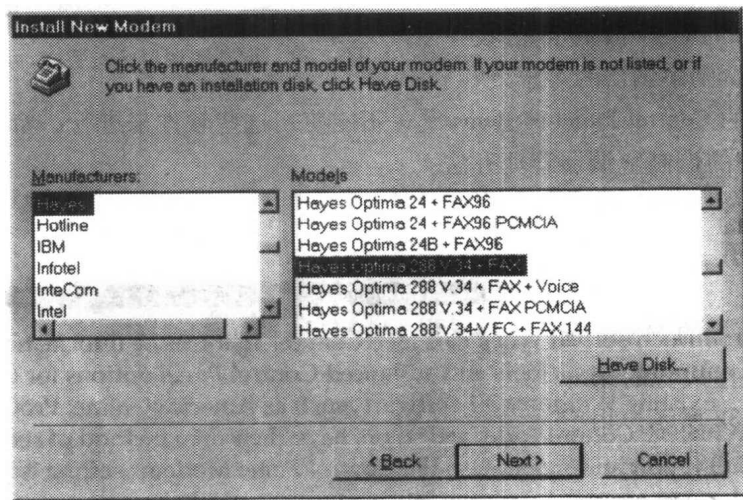 Install New Modem
Click the manufacturer and model of your modem. If your modem is not listed, or if
you have an installation disk, click Have Disk.
Manufacturers:
Hayes
Hotline
IBM
Infotel
InteCom
Intel
Models
Hayes Optima 24 + FAX96
Hayes Optima 24 + FAX96 PCMCIA
Hayes Optima 24B + FAX96
Hayes Optima 288 V.34 + FAX
Hayes Optima 288 V.34 + FAX + Voice
Hayes Optima 288 V.34 + FAX PCMCIA
Hayes Optima 288 V.34-V.FC + FAX 144
Have Disk...
< Back
Next >
Cancel